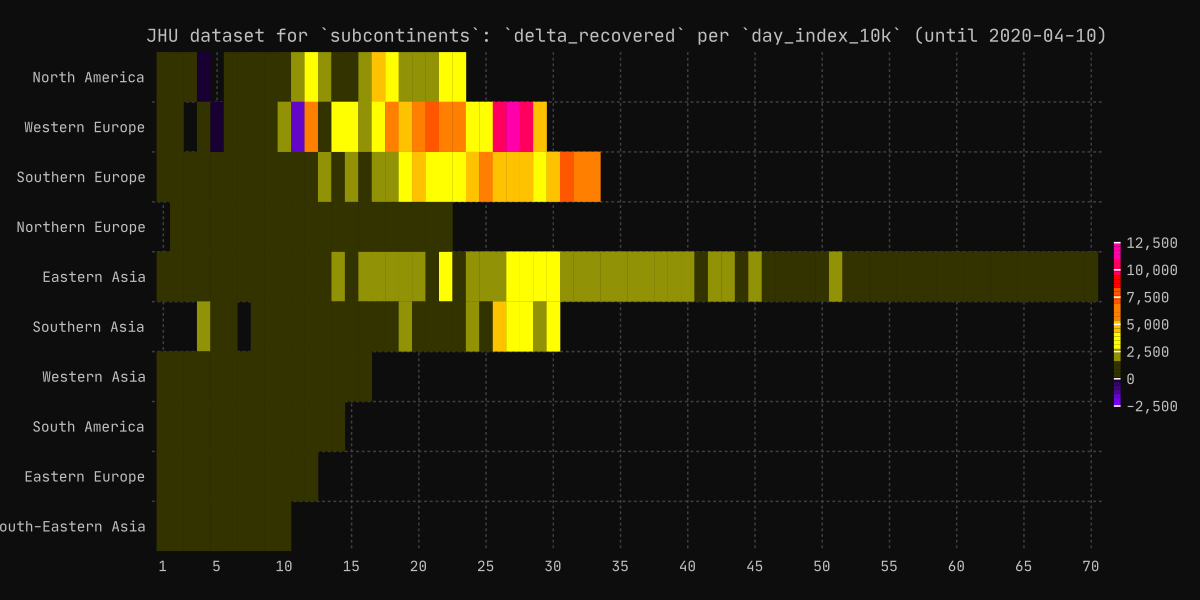 JHU dataset for `subcontinents`: `delta_recovered` per `day_index_10k` (until 2020-04-10)
North America
Western Europe
Southern Europe
Northern Europe
Eastern Asia
Southern Asia
Western Asia
South America
Eastern Europe
outh-Eastern Asia
1 5 10 15 20 25 30 35 40 45 50 55 60 65 70
12,500
10,000
7,500
5,000
2,500
0
-2,500